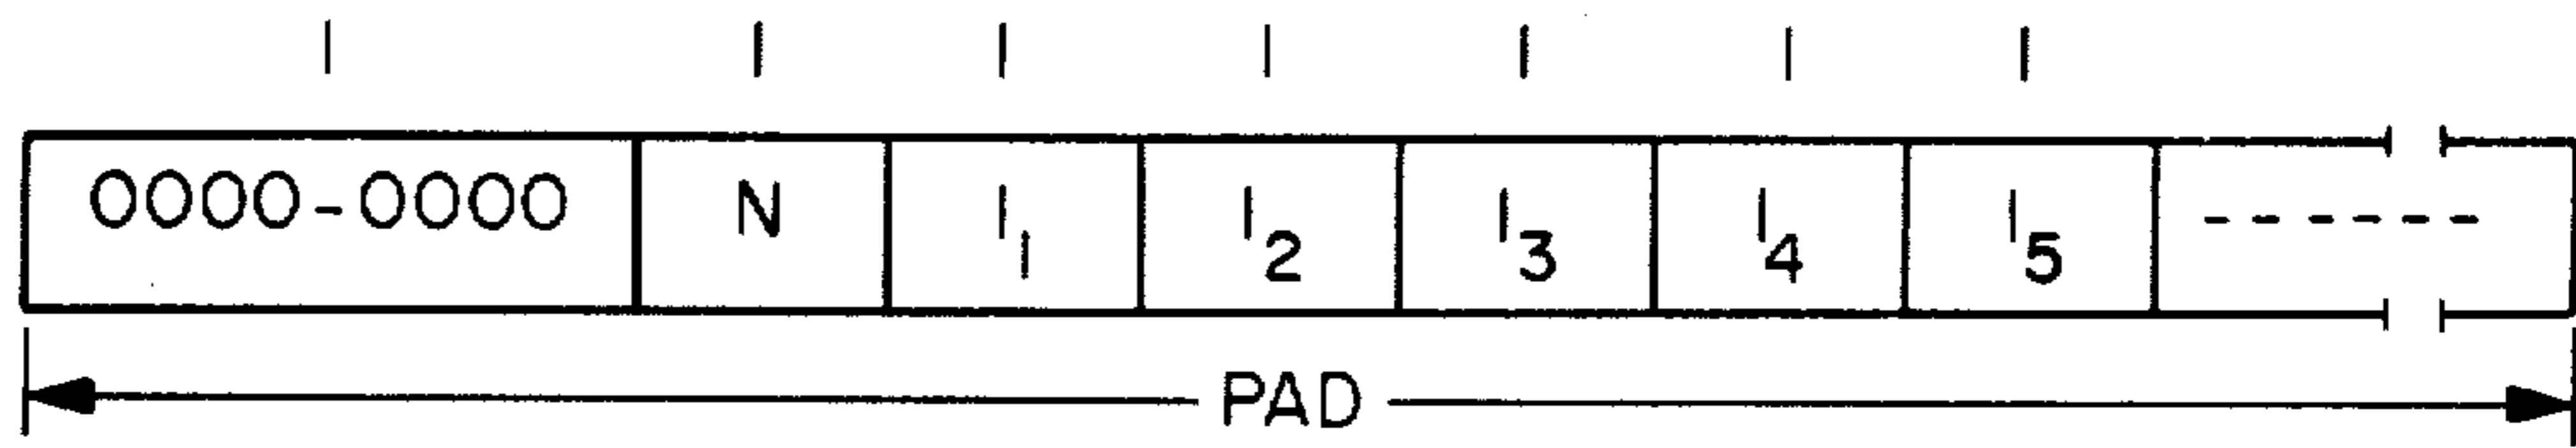 I I I I I I I
0000-0000 N I₁ I₂ I₃ I₄ I₅ ------
PAD